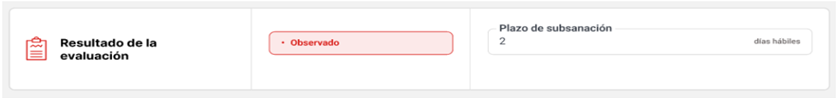 Resultado de la
evaluación
• Observado
Plazo de subsanación
2 días hábiles